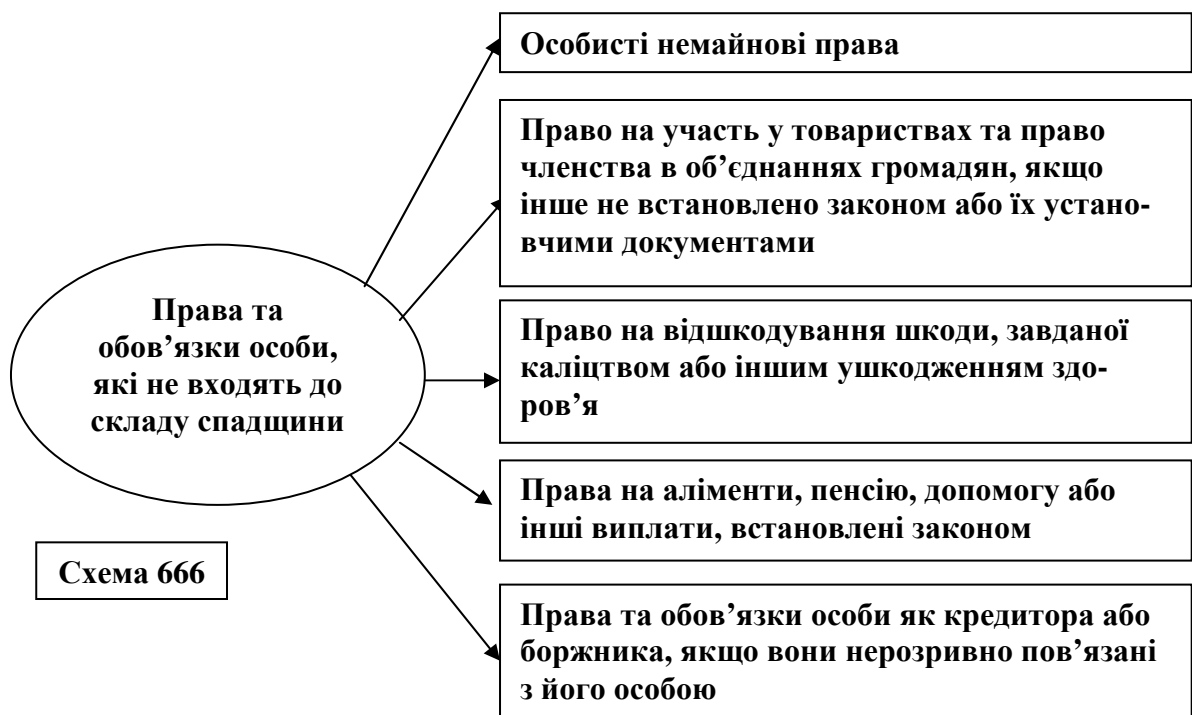 Особисті немайнові права
Право на участь у товариствах та право
членства в об’єднаннях громадян, якщо
інше не встановлено законом або їх устано-
вчими документами
Права та
обов’язки особи,
які не входять до
складу спадщини
Право на відшкодування шкоди, завданої
каліцтвом або іншим ушкодженням здо-
ров’я
Права на аліменти, пенсію, допомогу або
інші виплати, встановлені законом
Схема 666
Права та обов’язки особи як кредитора або
боржника, якщо вони нерозривно пов’язані
з його особою